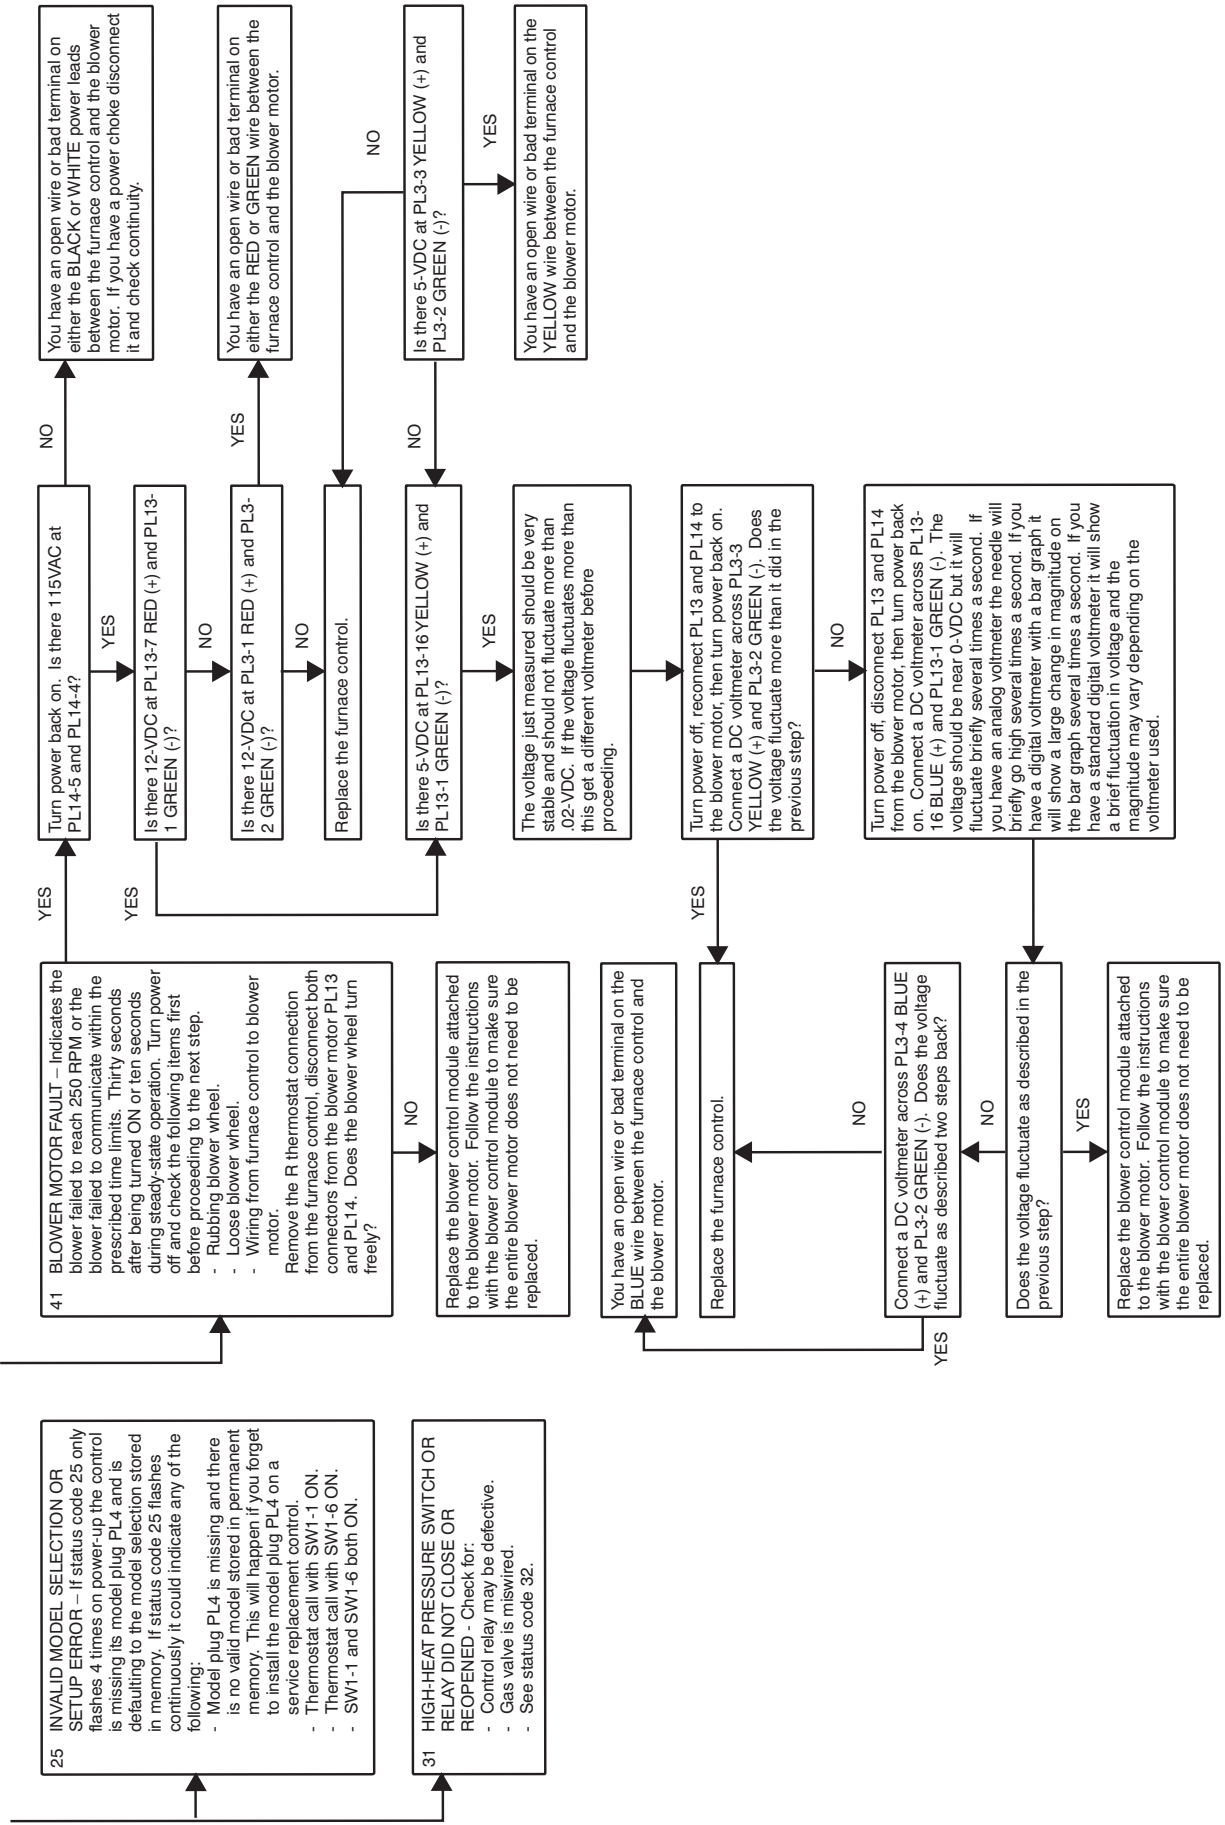 25 INVALID MODEL SELECTION OR
SETUP ERROR – If status code 25 only
flashes 4 times on power-up the control
is missing its model plug PL4 and is
defaulting to the model selection stored
in memory. If status code 25 flashes
continuously it could indicate any of the
following:
- Model plug PL4 is missing and there
is no valid model stored in permanent
memory. This will happen if you forget
to install the model plug PL4 on a
service replacement control.
- Thermostat call with SW1-1 ON.
- Thermostat call with SW1-6 ON.
- SW1-1 and SW1-6 both ON.
31 HIGH-HEAT PRESSURE SWITCH OR
RELAY DID NOT CLOSE OR
REOPENED - Check for:
- Control relay may be defective.
- Gas valve is miswired.
- See status code 32.
41 BLOWER MOTOR FAULT – Indicates the
blower failed to reach 250 RPM or the
blower failed to communicate within the
prescribed time limits. Thirty seconds
after being turned ON or ten seconds
during steady-state operation. Turn power
off and check the following items first
before proceeding to the next step.
- Rubbing blower wheel.
- Loose blower wheel.
- Wiring from furnace control to blower
motor.
Remove the R thermostat connection
from the furnace control, disconnect both
connectors from the blower motor PL13
and PL14. Does the blower wheel turn
freely?
YES
NO
Replace the blower control module attached
to the blower motor. Follow the instructions
with the blower control module to make sure
the entire blower motor does not need to be
replaced.
Turn power back on. Is there 115VAC at
PL14-5 and PL14-4?
NO
You have an open wire or bad terminal on
either the BLACK or WHITE power leads
between the furnace control and the blower
motor. If you have a power choke disconnect
it and check continuity.
YES
Is there 12-VDC at PL13-7 RED (+) and PL13-
1 GREEN (-)?
YES
NO
Is there 12-VDC at PL3-1 RED (+) and PL3-
2 GREEN (-)?
YES
You have an open wire or bad terminal on
either the RED or GREEN wire between the
furnace control and the blower motor.
NO
Replace the furnace control.
Is there 5-VDC at PL13-16 YELLOW (+) and
PL13-1 GREEN (-)?
NO
Is there 5-VDC at PL3-3 YELLOW (+) and
PL3-2 GREEN (-)?
NO
YES
You have an open wire or bad terminal on the
YELLOW wire between the furnace control
and the blower motor.
YES
The voltage just measured should be very
stable and should not fluctuate more than
.02-VDC. If the voltage fluctuates more than
this get a different voltmeter before
proceeding.
Turn power off, reconnect PL13 and PL14 to
the blower motor, then turn power back on.
Connect a DC voltmeter across PL3-3
YELLOW (+) and PL3-2 GREEN (-). Does
the voltage fluctuate more than it did in the
previous step?
YES
Replace the furnace control.
NO
Turn power off, disconnect PL13 and PL14
from the blower motor, then turn power back
on. Connect a DC voltmeter across PL13-
16 BLUE (+) and PL13-1 GREEN (-). The
voltage should be near 0-VDC but it will
fluctuate briefly several times a second. If
you have an analog voltmeter the needle will
briefly go high several times a second. If you
have a digital voltmeter with a bar graph it
will show a large change in magnitude on
the bar graph several times a second. If you
have a standard digital voltmeter it will show
a brief fluctuation in voltage and the
magnitude may vary depending on the
voltmeter used.
Does the voltage fluctuate as described in the
previous step?
NO
Connect a DC voltmeter across PL3-4 BLUE
(+) and PL3-2 GREEN (-). Does the voltage
fluctuate as described two steps back?
NO
YES
You have an open wire or bad terminal on the
BLUE wire between the furnace control and
the blower motor.
YES
Replace the blower control module attached
to the blower motor. Follow the instructions
with the blower control module to make sure
the entire blower motor does not need to be
replaced.